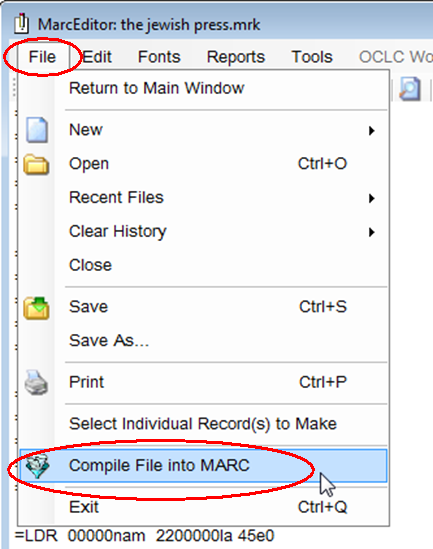 MarcEditor: the jewish press.mrk
File Edit Fonts Reports Tools OCLC Wo
Return to Main Window
New
Open Ctrl+O
Recent Files
Clear History
Close
Save Ctrl+S
Save As...
Print Ctrl+P
Select Individual Record(s) to Make
Compile File into MARC
Exit Ctrl+Q
=LDR 00000nam 2200000Ia 45e0